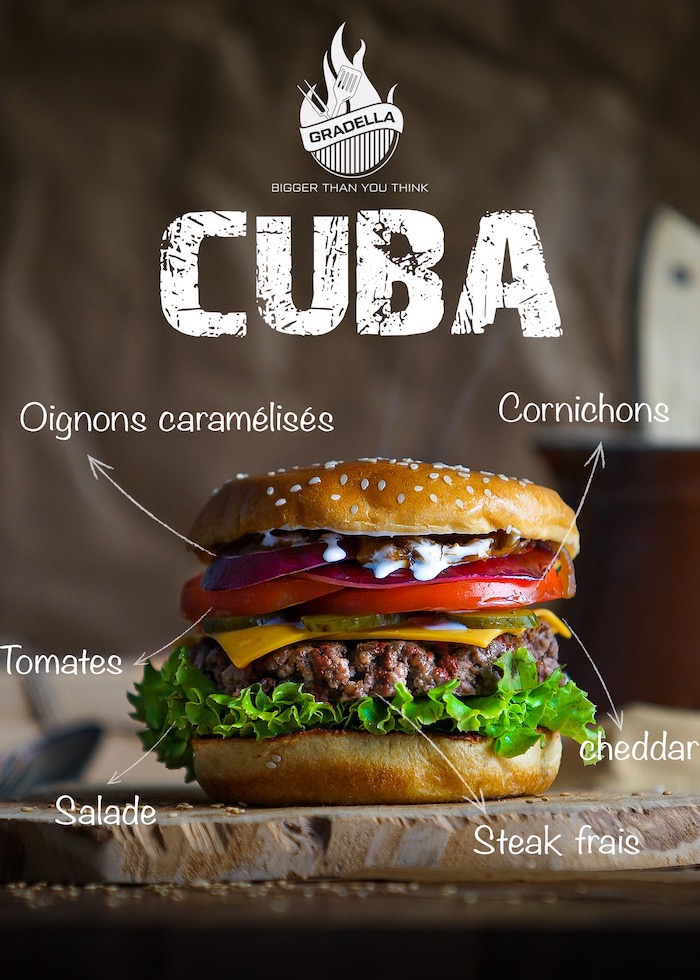 GRADELLA
BIGGER THAN YOU THINK
CUBA
Oignons caramélisés
Cornichons
Tomates
cheddar
Salade
Steak frais